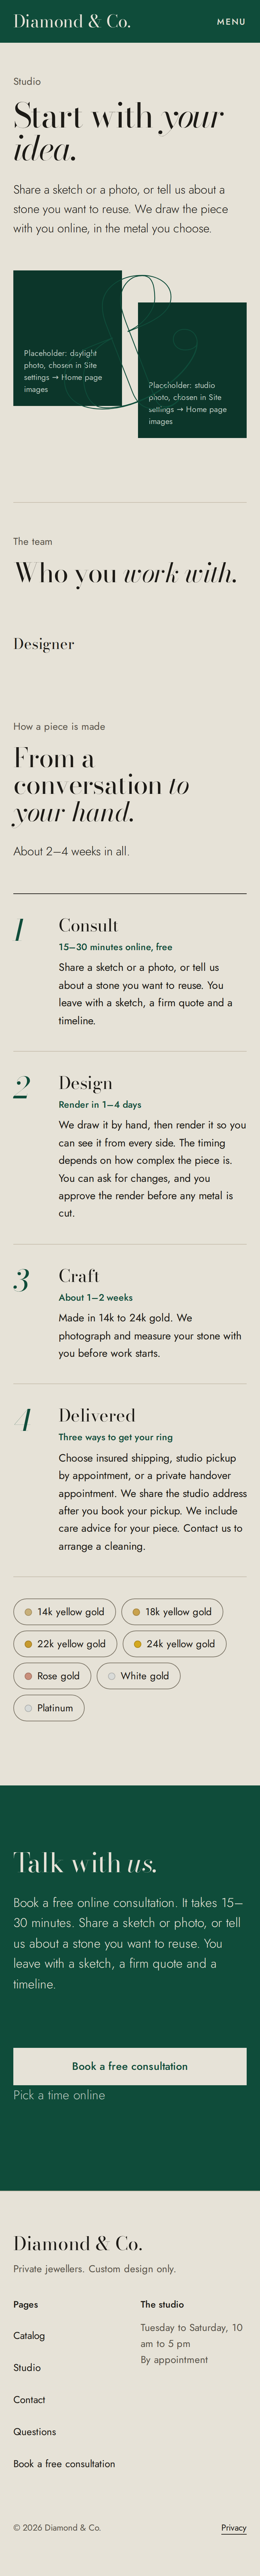 Diamond & Co.
MENU
Studio
Start with your
idea.
Share a sketch or a photo, or tell us about a
stone you want to reuse. We draw the piece
with you online, in the metal you choose.
&
Placeholder: daylight
photo, chosen in Site
settings → Home page
images
Placeholder: studio
photo, chosen in Site
settings → Home page
images
The team
Who you work with.
Designer
How a piece is made
From a
conversation to
your hand.
About 2–4 weeks in all.
1
Consult
15–30 minutes online, free
Share a sketch or a photo, or tell us
about a stone you want to reuse. You
leave with a sketch, a firm quote and a
timeline.
2
Design
Render in 1–4 days
We draw it by hand, then render it so you
can see it from every side. The timing
depends on how complex the piece is.
You can ask for changes, and you
approve the render before any metal is
cut.
3
Craft
About 1–2 weeks
Made in 14k to 24k gold. We
photograph and measure your stone with
you before work starts.
4
Delivered
Three ways to get your ring
Choose insured shipping, studio pickup
by appointment, or a private handover
appointment. We share the studio address
after you book your pickup. We include
care advice for your piece. Contact us to
arrange a cleaning.
14k yellow gold
18k yellow gold
22k yellow gold
24k yellow gold
Rose gold
White gold
Platinum
Talk with us.
Book a free online consultation. It takes 15–
30 minutes. Share a sketch or photo, or tell
us about a stone you want to reuse. You
leave with a sketch, a firm quote and a
timeline.
Book a free consultation
Pick a time online
Diamond & Co.
Private jewellers. Custom design only.
Pages
Catalog
Studio
Contact
Questions
Book a free consultation
The studio
Tuesday to Saturday, 10
am to 5 pm
By appointment
© 2026 Diamond & Co.
Privacy